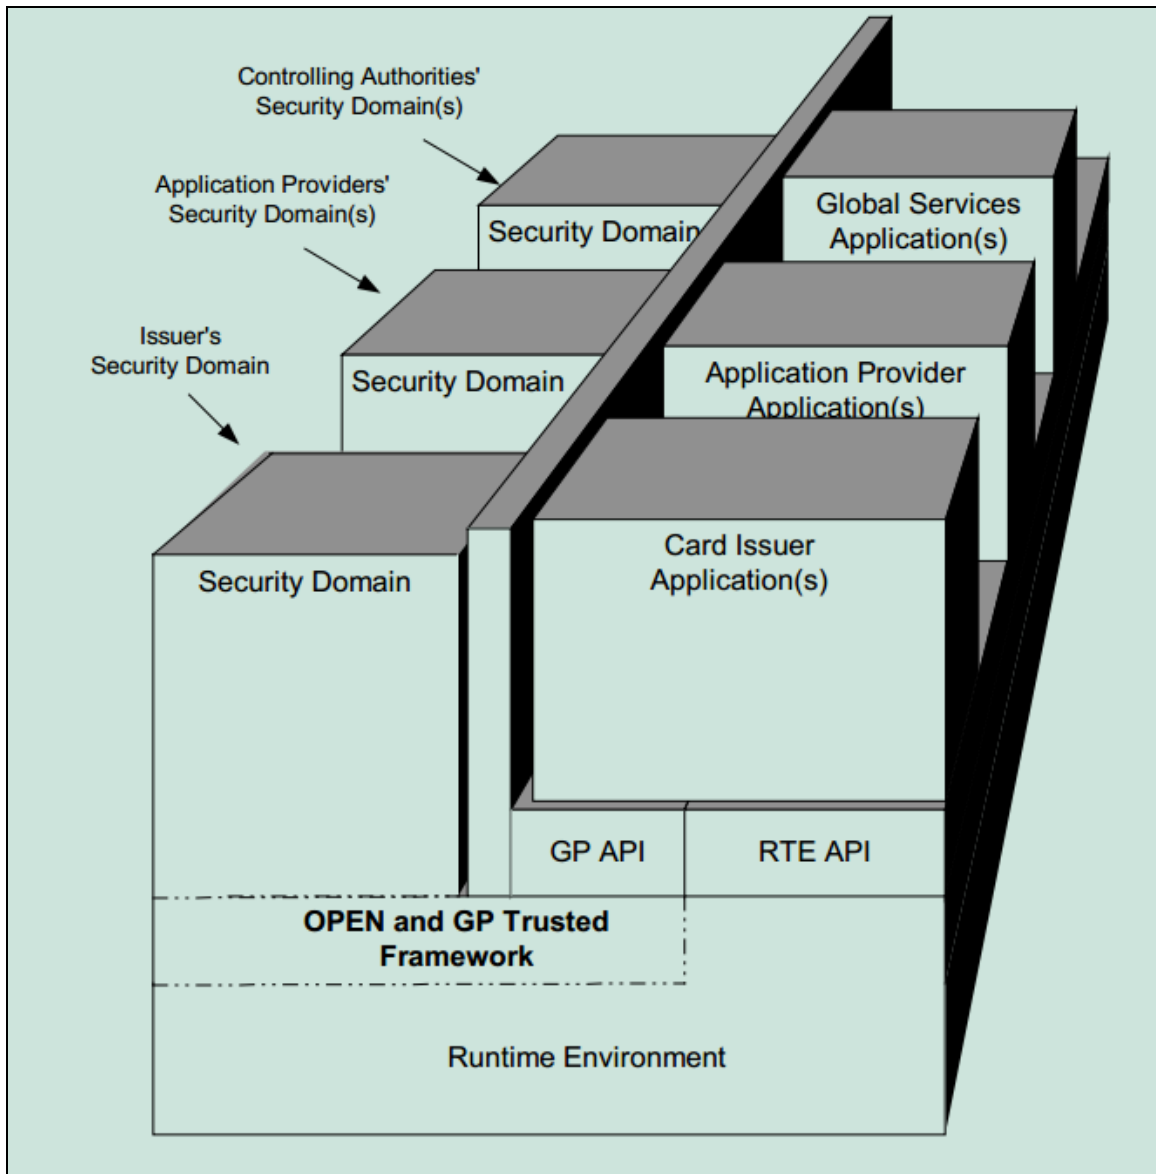 Controlling Authorities'
Security Domain(s)
Application Providers'
Security Domain(s)
Issuer's
Security Domain
Security Domain
Global Services
Application(s)
Security Domain
Application Provider
Application(s)
Security Domain
Card Issuer
Application(s)
GP API
RTE API
OPEN and GP Trusted
Framework
Runtime Environment